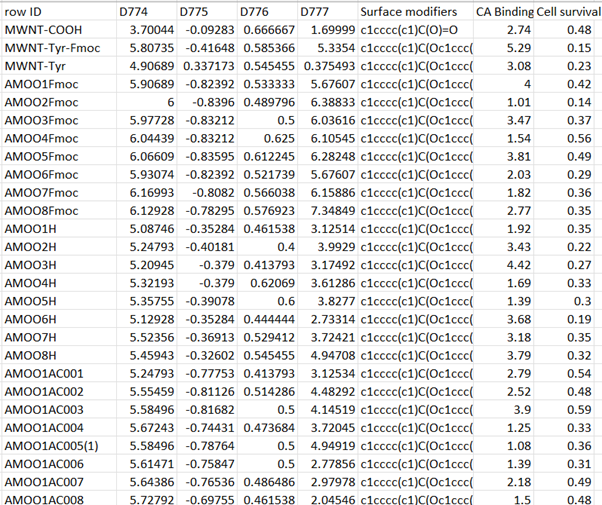 row ID D774 D775 D776 D777 Surface modifiers CA Binding Cell survival
MWNT-COOH 3.70044 -0.09283 0.666667 1.69999 c1cccc(c1)C(O)=O 2.74 0.48
MWNT-Tyr-Fmoc 5.80735 -0.41648 0.585366 5.3354 c1cccc(c1)C(Oc1ccc( 5.29 0.15
MWNT-Tyr 4.90689 0.337173 0.545455 0.375493 c1cccc(c1)C(Oc1ccc( 3.08 0.23
AMOO1Fmoc 5.90689 -0.82392 0.533333 5.67607 c1cccc(c1)C(Oc1ccc( 4 0.42
AMOO2Fmoc 6 -0.8396 0.489796 6.38833 c1cccc(c1)C(Oc1ccc( 1.01 0.14
AMOO3Fmoc 5.97728 -0.83212 0.5 6.03616 c1cccc(c1)C(Oc1ccc( 3.47 0.37
AMOO4Fmoc 6.04439 -0.83212 0.625 6.10545 c1cccc(c1)C(Oc1ccc( 1.54 0.56
AMOO5Fmoc 6.06609 -0.83595 0.612245 6.28248 c1cccc(c1)C(Oc1ccc( 3.81 0.49
AMOO6Fmoc 5.93074 -0.82392 0.521739 5.67607 c1cccc(c1)C(Oc1ccc( 2.03 0.29
AMOO7Fmoc 6.16993 -0.8082 0.566038 6.15886 c1cccc(c1)C(Oc1ccc( 1.82 0.36
AMOO8Fmoc 6.12928 -0.78295 0.576923 7.34849 c1cccc(c1)C(Oc1ccc( 2.77 0.35
AMOO1H 5.08746 -0.35284 0.461538 3.12514 c1cccc(c1)C(Oc1ccc( 1.92 0.35
AMOO2H 5.24793 -0.40181 0.4 3.9929 c1cccc(c1)C(Oc1ccc( 3.43 0.22
AMOO3H 5.20945 -0.379 0.413793 3.17492 c1cccc(c1)C(Oc1ccc( 4.42 0.27
AMOO4H 5.32193 -0.379 0.62069 3.61286 c1cccc(c1)C(Oc1ccc( 1.69 0.33
AMOO5H 5.35755 -0.39078 0.6 3.8277 c1cccc(c1)C(Oc1ccc( 1.39 0.3
AMOO6H 5.12928 -0.35284 0.444444 2.73314 c1cccc(c1)C(Oc1ccc( 3.68 0.19
AMOO7H 5.52356 -0.36913 0.529412 3.72421 c1cccc(c1)C(Oc1ccc( 3.18 0.35
AMOO8H 5.45943 -0.32602 0.545455 4.94708 c1cccc(c1)C(Oc1ccc( 3.79 0.32
AMOO1AC001 5.24793 -0.77753 0.413793 3.12534 c1cccc(c1)C(Oc1ccc( 2.79 0.54
AMOO1AC002 5.55459 -0.81126 0.514286 4.48292 c1cccc(c1)C(Oc1ccc( 2.52 0.48
AMOO1AC003 5.58496 -0.81682 0.5 4.14519 c1cccc(c1)C(Oc1ccc( 3.9 0.59
AMOO1AC004 5.67243 -0.74431 0.473684 3.72045 c1cccc(c1)C(Oc1ccc( 1.25 0.33
AMOO1AC005(1) 5.58496 -0.78764 0.5 4.94919 c1cccc(c1)C(Oc1ccc( 1.08 0.36
AMOO1AC006 5.61471 -0.75847 0.5 2.77856 c1cccc(c1)C(Oc1ccc( 1.39 0.31
AMOO1AC007 5.64386 -0.76536 0.486486 2.97978 c1cccc(c1)C(Oc1ccc( 2.18 0.49
AMOO1AC008 5.72792 -0.69755 0.461538 2.04546 c1cccc(c1)C(Oc1ccc( 1.5 0.48